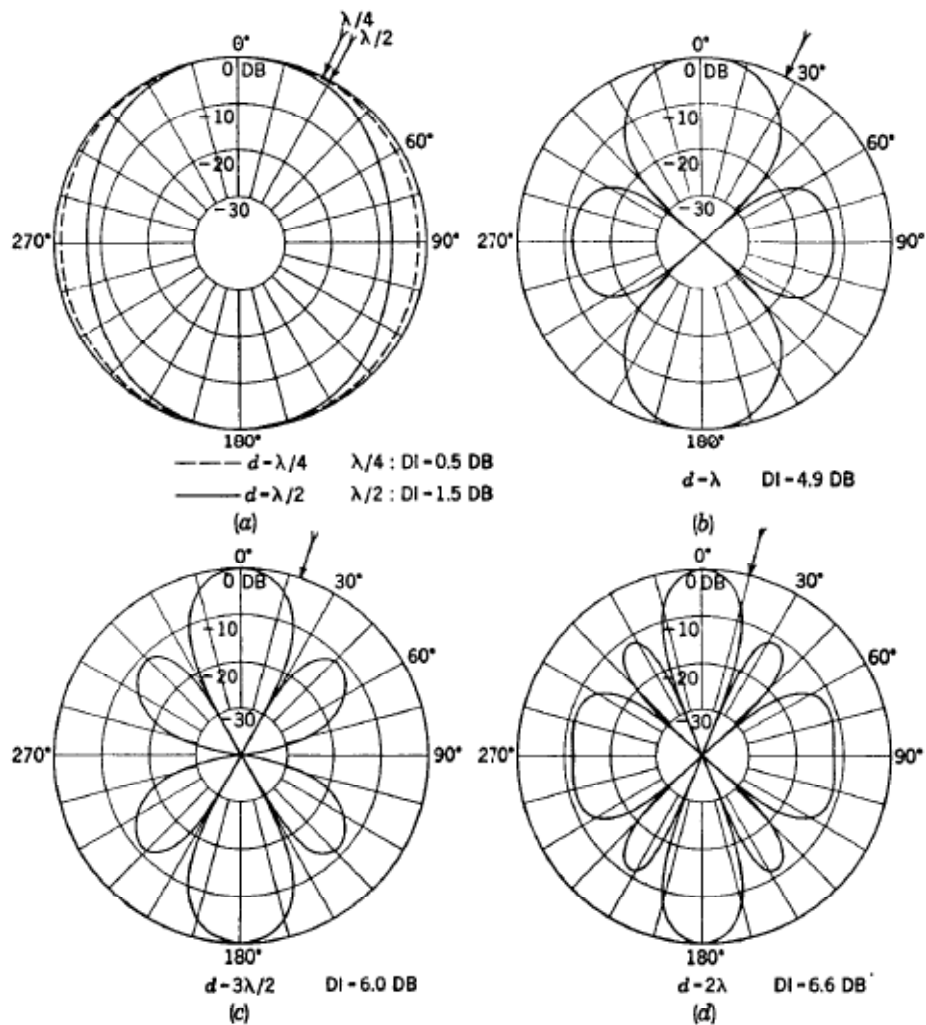 λ/4
λ/2
0°
0 DB
-10
-20
-30
60°
270°
90°
180°
d-λ/4 λ/4 : DI-0.5 DB
d-λ/2 λ/2 : DI-1.5 DB
(a)
0°
30°
0 DB
-10
-20
-30
60°
270°
90°
180°
d-λ DI-4.9 DB
(b)
0°
30°
0 DB
-10
-20
-30
60°
270°
90°
180°
d-3λ/2 DI-6.0 DB
(c)
0°
30°
0 DB
-10
-20
-30
60°
270°
90°
180°
d-2λ DI-6.6 DB
(d)